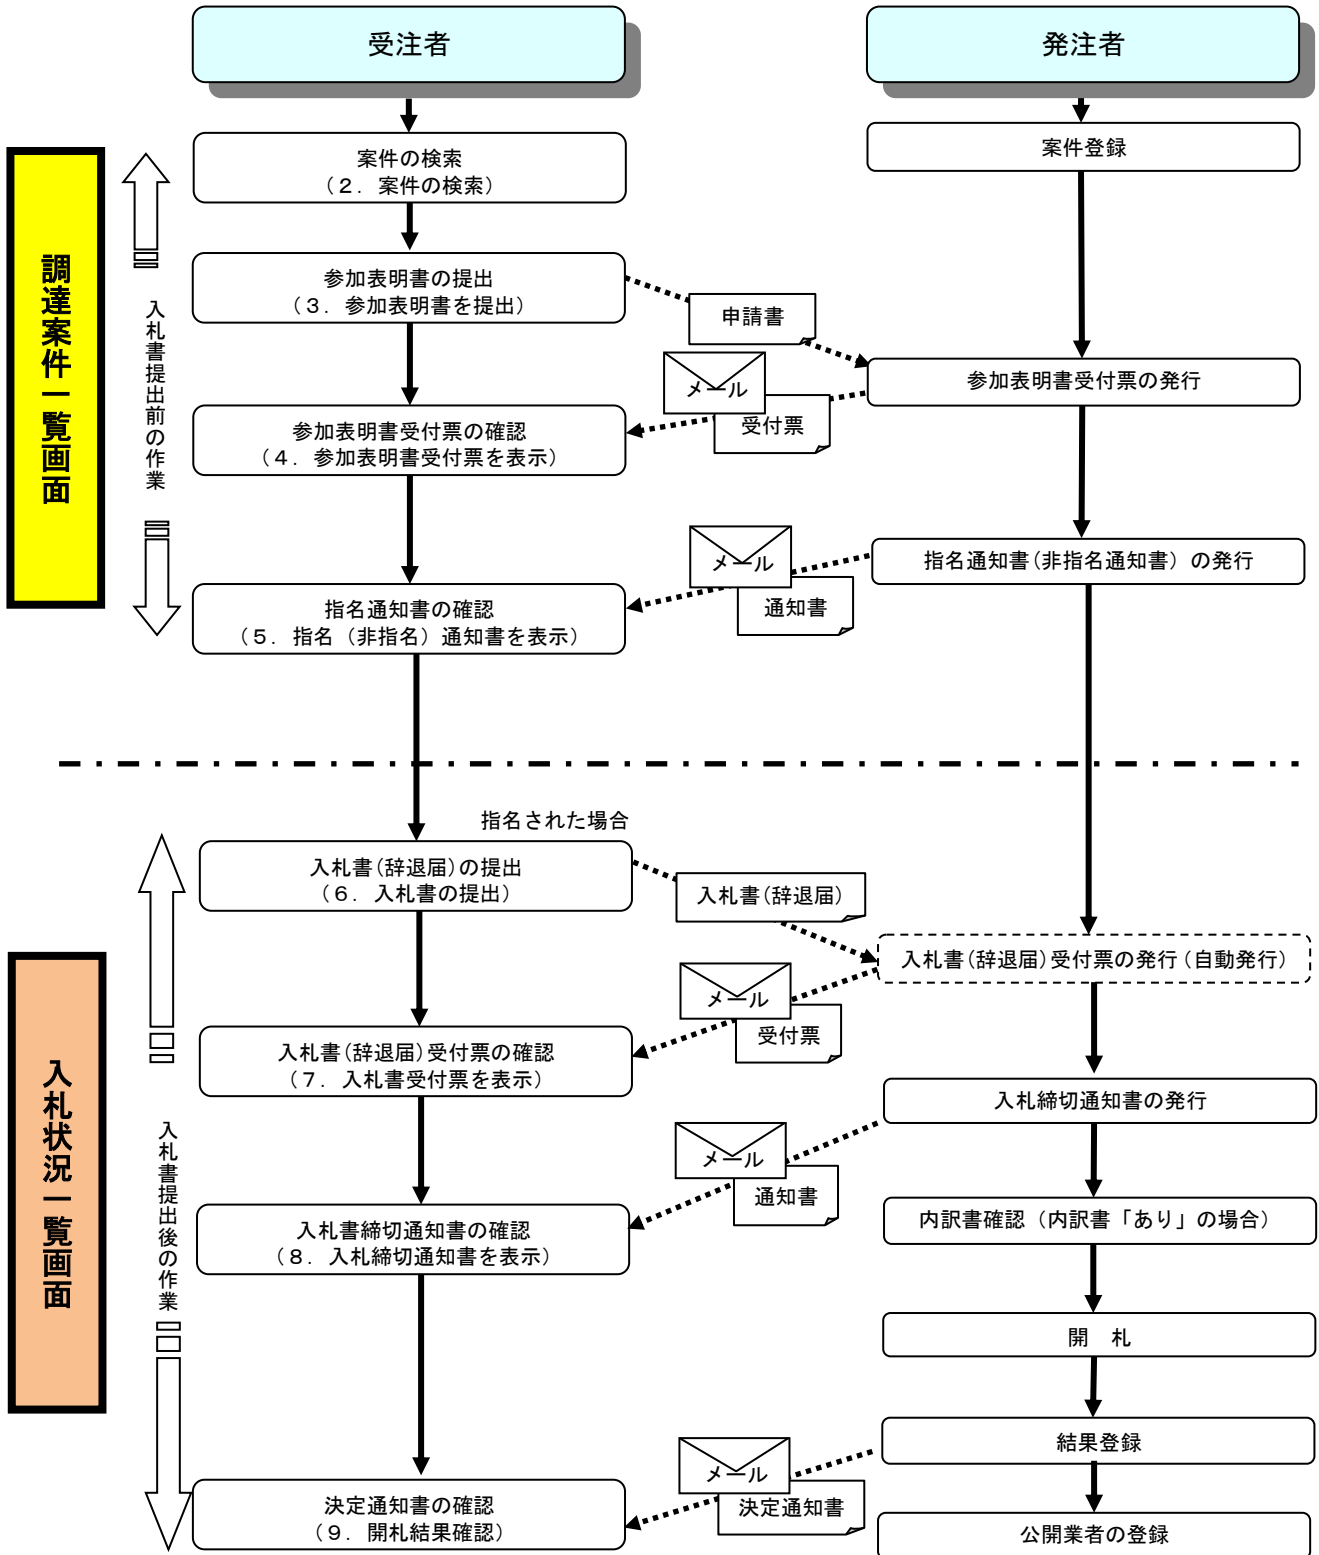 受注者
発注者
案件の検索
（２．案件の検索）
案件登録
調達案件一覧画面
入札書提出前の作業
参加表明書の提出
（３．参加表明書を提出）
申請書
参加表明書受付票の発行
メール
受付票
参加表明書受付票の確認
（４．参加表明書受付票を表示）
指名通知書(非指名通知書）の発行
メール
通知書
指名通知書の確認
（５．指名（非指名）通知書を表示）
指名された場合
入札書(辞退届)の提出
（６．入札書の提出）
入札書(辞退届)
入札書(辞退届)受付票の発行(自動発行)
メール
受付票
入札書(辞退届)受付票の確認
（７．入札書受付票を表示）
入札状況一覧画面
入札書提出後の作業
入札締切通知書の発行
メール
通知書
入札書締切通知書の確認
（８．入札締切通知書を表示）
内訳書確認（内訳書「あり」の場合）
開　札
結果登録
メール
決定通知書
決定通知書の確認
（９．開札結果確認）
公開業者の登録